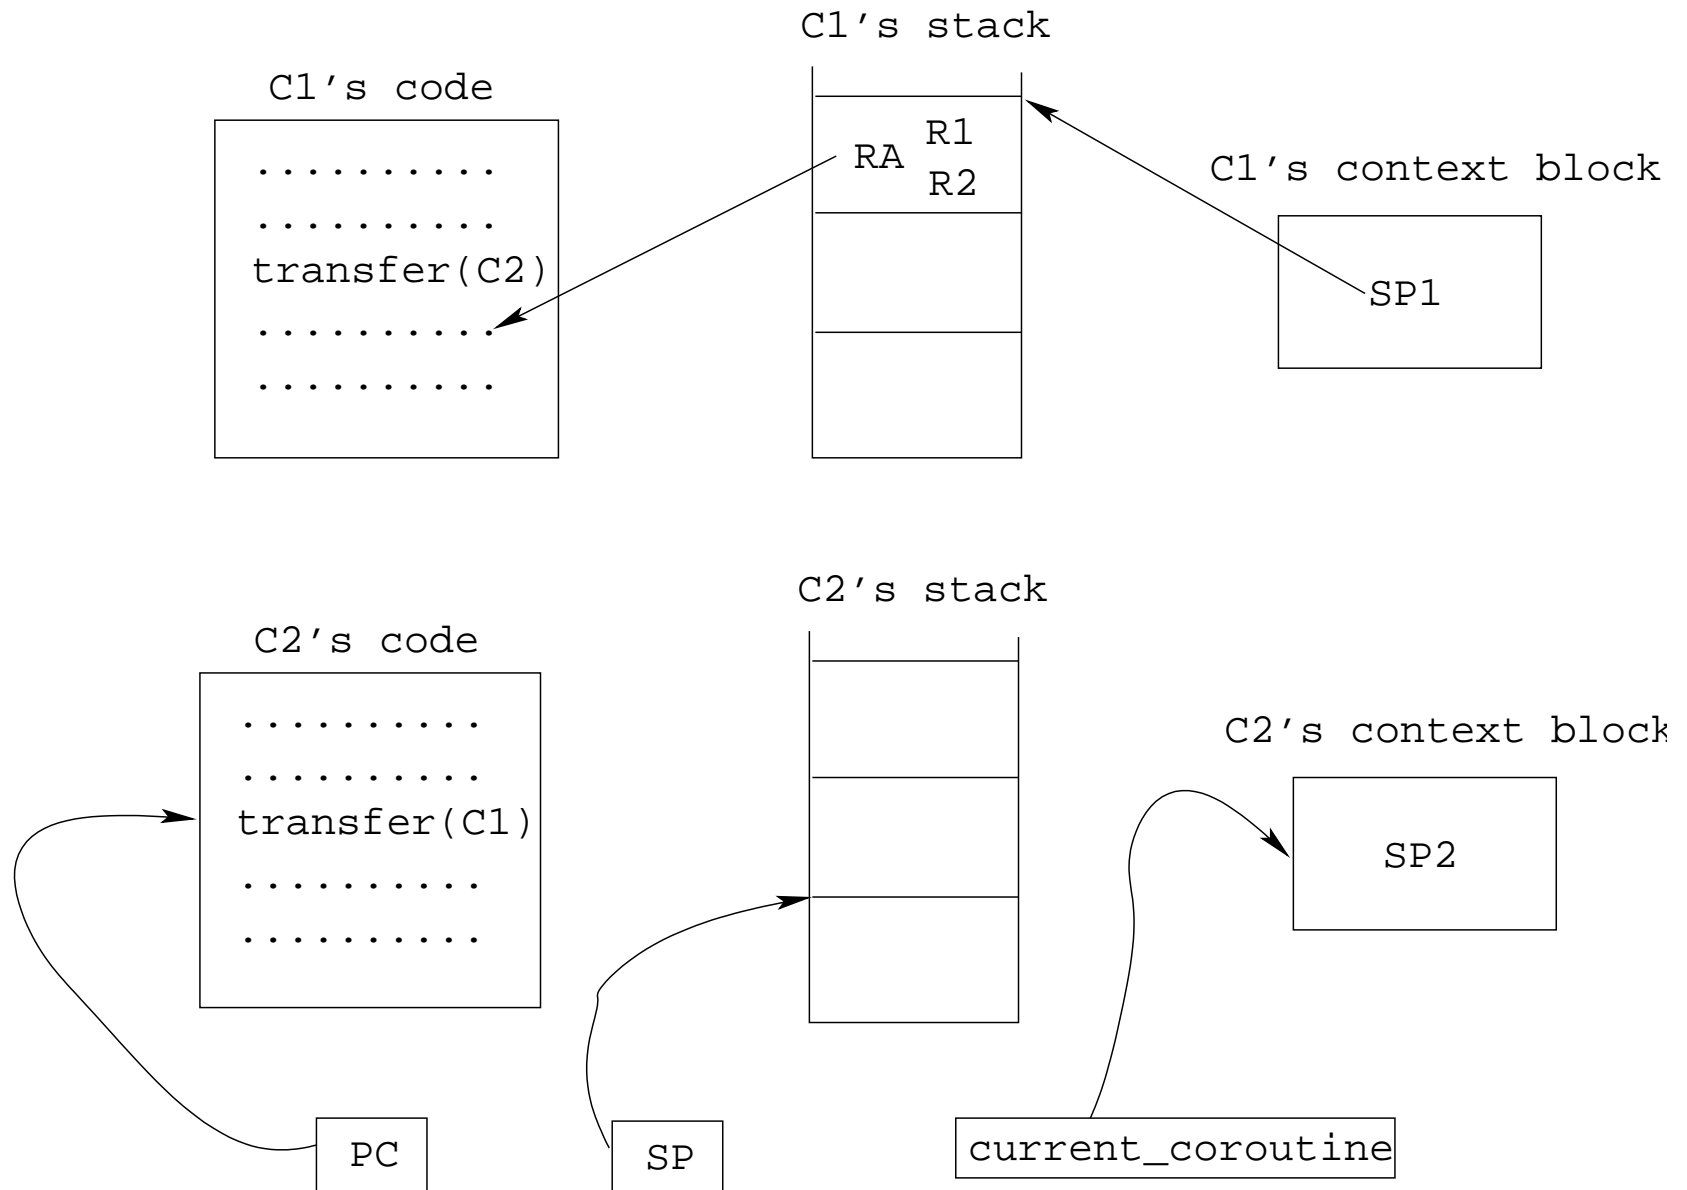 C1's stack
C1's code
R1
RA
R2
C1's context block
..........
..........
transfer(C2)
..........
..........
SP1
C2's stack
C2's code
C2's context block
..........
..........
transfer(C1)
..........
..........
SP2
PC
SP
current_coroutine